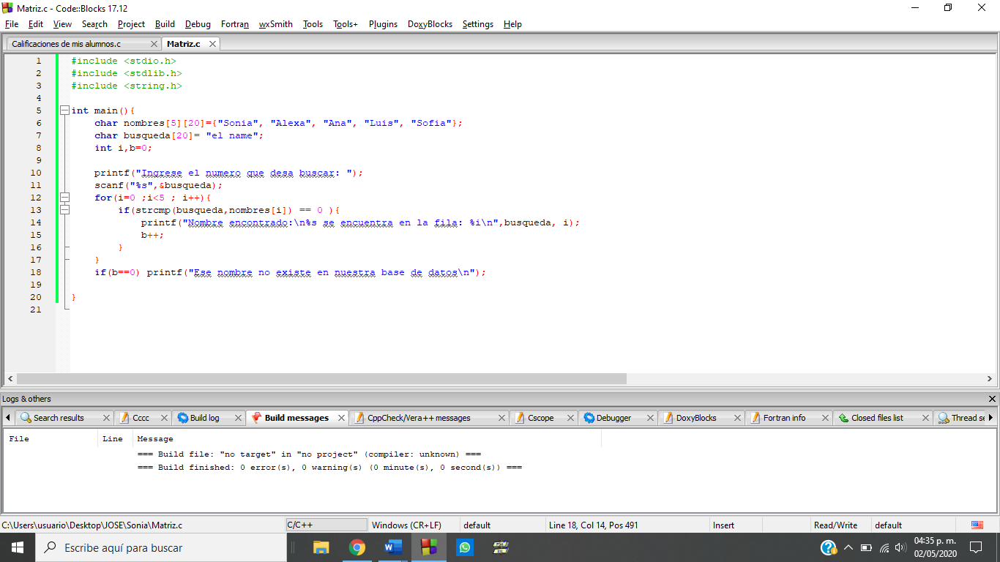 Matriz.c - Code::Blocks 17.12
File Edit View Search Project Build Debug Fortran wxSmith Tools Tools+ Plugins DoxyBlocks Settings Help
Calificaciones de mis alumnos.c Matriz.c
1 #include <stdio.h>
2 #include <stdlib.h>
3 #include <string.h>
4
5 int main(){
6 char nombres[5][20]={"Sonia", "Alexa", "Ana", "Luis", "Sofia"};
7 char busqueda[20]= "el name";
8 int i,b=0;
9
10 printf("Ingrese el numero que desa buscar: ");
11 scanf("%s",&busqueda);
12 for(i=0 ;i<5 ; i++){
13 if(strcmp(busqueda,nombres[i]) == 0 ){
14 printf("Nombre encontrado:\n%s se encuentra en la fila: %i\n",busqueda, i);
15 b++;
16 }
17 }
18 if(b==0) printf("Ese nombre no existe en nuestra base de datos\n");
19
20 }
21
Logs & others
Search results Cccc Build log Build messages CppCheck/Vera++ messages Cscope Debugger DoxyBlocks Fortran info Closed files list Thread se
File Line Message
=== Build file: "no target" in "no project" (compiler: unknown) ===
=== Build finished: 0 error(s), 0 warning(s) (0 minute(s), 0 second(s)) ===
C:\Users\usuario\Desktop\JOSE\Sonia\Matriz.c C/C++ Windows (CR+LF) default Line 18, Col 14, Pos 491 Insert Read/Write default
Escribe aquí para buscar
04:35 p. m.
02/05/2020